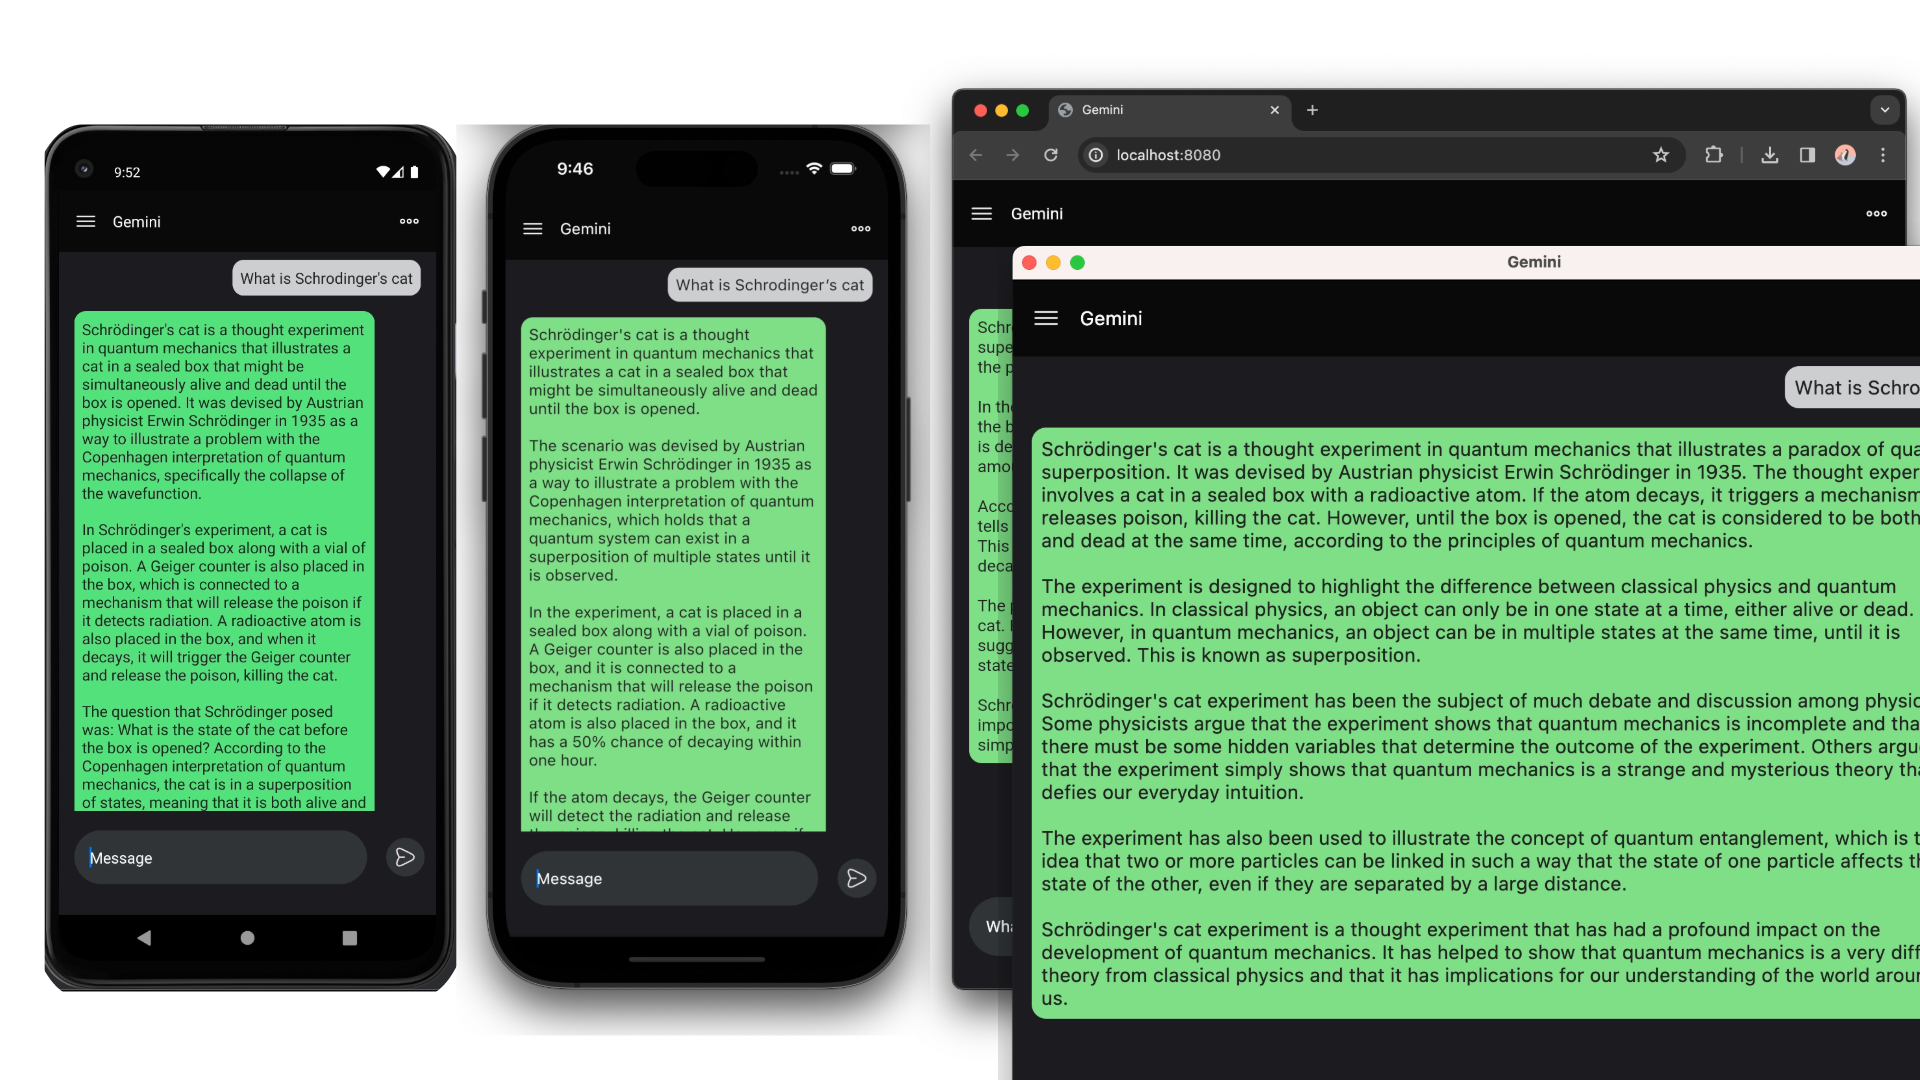 9:52
Gemini
What is Schrodinger's cat
Schrödinger's cat is a thought experiment
in quantum mechanics that illustrates a
cat in a sealed box that might be
simultaneously alive and dead until the
box is opened. It was devised by Austrian
physicist Erwin Schrödinger in 1935 as a
way to illustrate a problem with the
Copenhagen interpretation of quantum
mechanics, specifically the collapse of
the wavefunction.
In Schrödinger's experiment, a cat is
placed in a sealed box along with a vial of
poison. A Geiger counter is also placed in
the box, which is connected to a
mechanism that will release the poison if
it detects radiation. A radioactive atom is
also placed in the box, and when it
decays, it will trigger the Geiger counter
and release the poison, killing the cat.
The question that Schrödinger posed
was: What is the state of the cat before
the box is opened? According to the
Copenhagen interpretation of quantum
mechanics, the cat is in a superposition
of states, meaning that it is both alive and
Message
9:46
Gemini
What is Schrodinger's cat
Schrödinger's cat is a thought
experiment in quantum mechanics that
illustrates a cat in a sealed box that
might be simultaneously alive and dead
until the box is opened.
The scenario was devised by Austrian
physicist Erwin Schrödinger in 1935 as
a way to illustrate a problem with the
Copenhagen interpretation of quantum
mechanics, which holds that a
quantum system can exist in a
superposition of multiple states until it
is observed.
In the experiment, a cat is placed in a
sealed box along with a vial of poison.
A Geiger counter is also placed in the
box, and it is connected to a
mechanism that will release the poison
if it detects radiation. A radioactive
atom is also placed in the box, and it
has a 50% chance of decaying within
one hour.
If the atom decays, the Geiger counter
will detect the radiation and release
Message
Gemini
localhost:8080
Gemini
Schr
supe
the p
In the
the b
is de
amo
Acco
tells
This
deca
The p
cat.
sugg
state
Schr
impo
simp
Wha
Gemini
Gemini
What is Schro
Schrödinger's cat is a thought experiment in quantum mechanics that illustrates a paradox of qua
superposition. It was devised by Austrian physicist Erwin Schrödinger in 1935. The thought exper
involves a cat in a sealed box with a radioactive atom. If the atom decays, it triggers a mechanism
releases poison, killing the cat. However, until the box is opened, the cat is considered to be both
and dead at the same time, according to the principles of quantum mechanics.
The experiment is designed to highlight the difference between classical physics and quantum
mechanics. In classical physics, an object can only be in one state at a time, either alive or dead.
However, in quantum mechanics, an object can be in multiple states at the same time, until it is
observed. This is known as superposition.
Schrödinger's cat experiment has been the subject of much debate and discussion among physic
Some physicists argue that the experiment shows that quantum mechanics is incomplete and tha
there must be some hidden variables that determine the outcome of the experiment. Others argu
that the experiment simply shows that quantum mechanics is a strange and mysterious theory tha
defies our everyday intuition.
The experiment has also been used to illustrate the concept of quantum entanglement, which is t
idea that two or more particles can be linked in such a way that the state of one particle affects th
state of the other, even if they are separated by a large distance.
Schrödinger's cat experiment is a thought experiment that has had a profound impact on the
development of quantum mechanics. It has helped to show that quantum mechanics is a very diff
theory from classical physics and that it has implications for our understanding of the world arour
us.